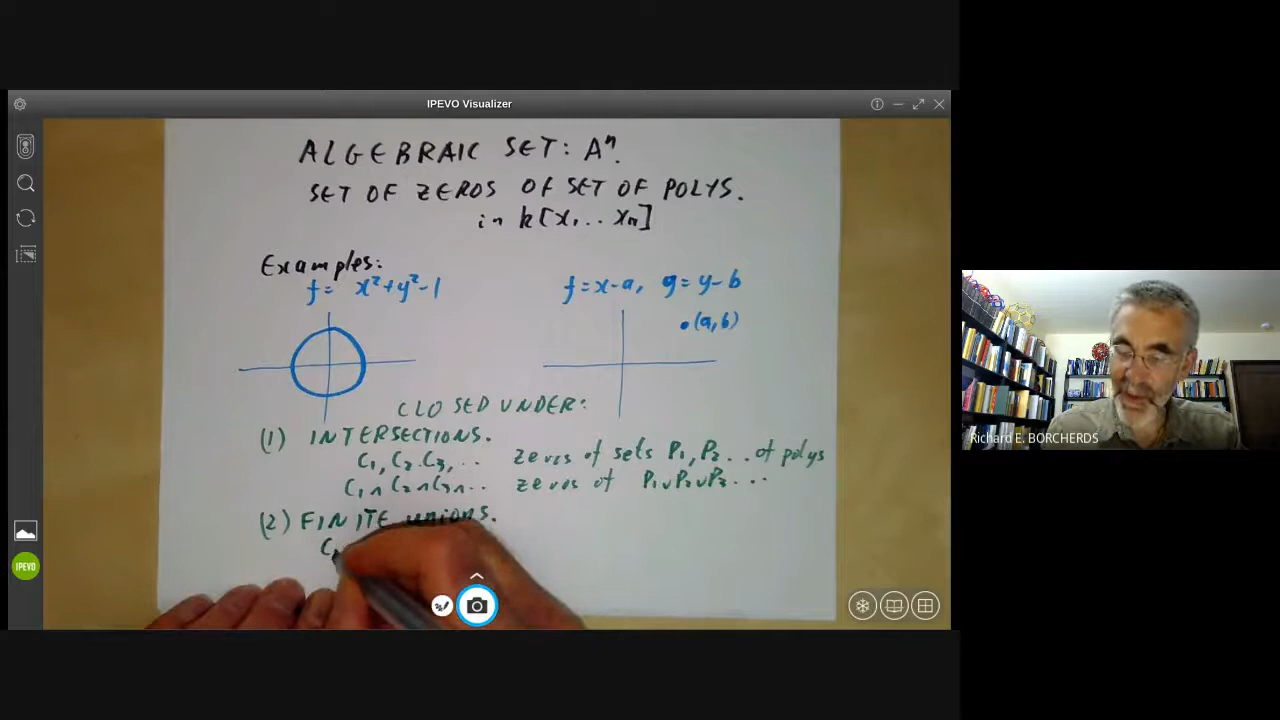 IPEVO Visualizer
ALGEBRAIC SET: Aⁿ.
SET OF ZEROS OF SET OF POLYS.
in k[x₁.. xₙ]
Examples:
f= x²+y²-1
f=x-a, g=y-b
(a,b)
CLOSED UNDER:
(1) INTERSECTIONS.
C₁, C₂.C₃, .. zeros of sets P₁, P₂ .. of polys
C₁∩C₂∩C₃∩.. zeros of P₁∪P₂∪P₃...
(2) FINITE unions.
C₁
IPEVO
Richard E. BORCHERDS